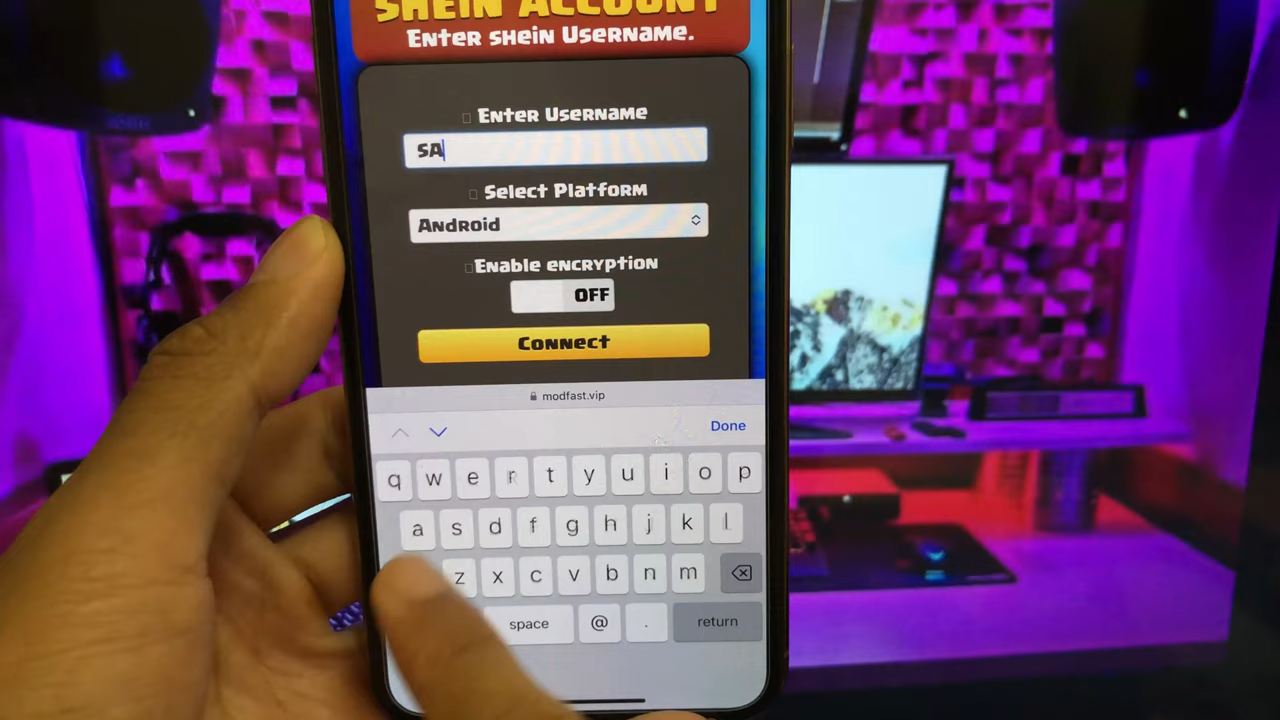 SHEIN ACCOUNT
Enter shein Username.
Enter Username
SA
Select Platform
Android
Enable encryption
OFF
Connect
modfast.vip
Done
q w e r t y u i o p
a s d f g h j k l
z x c v b n m
space @ . return